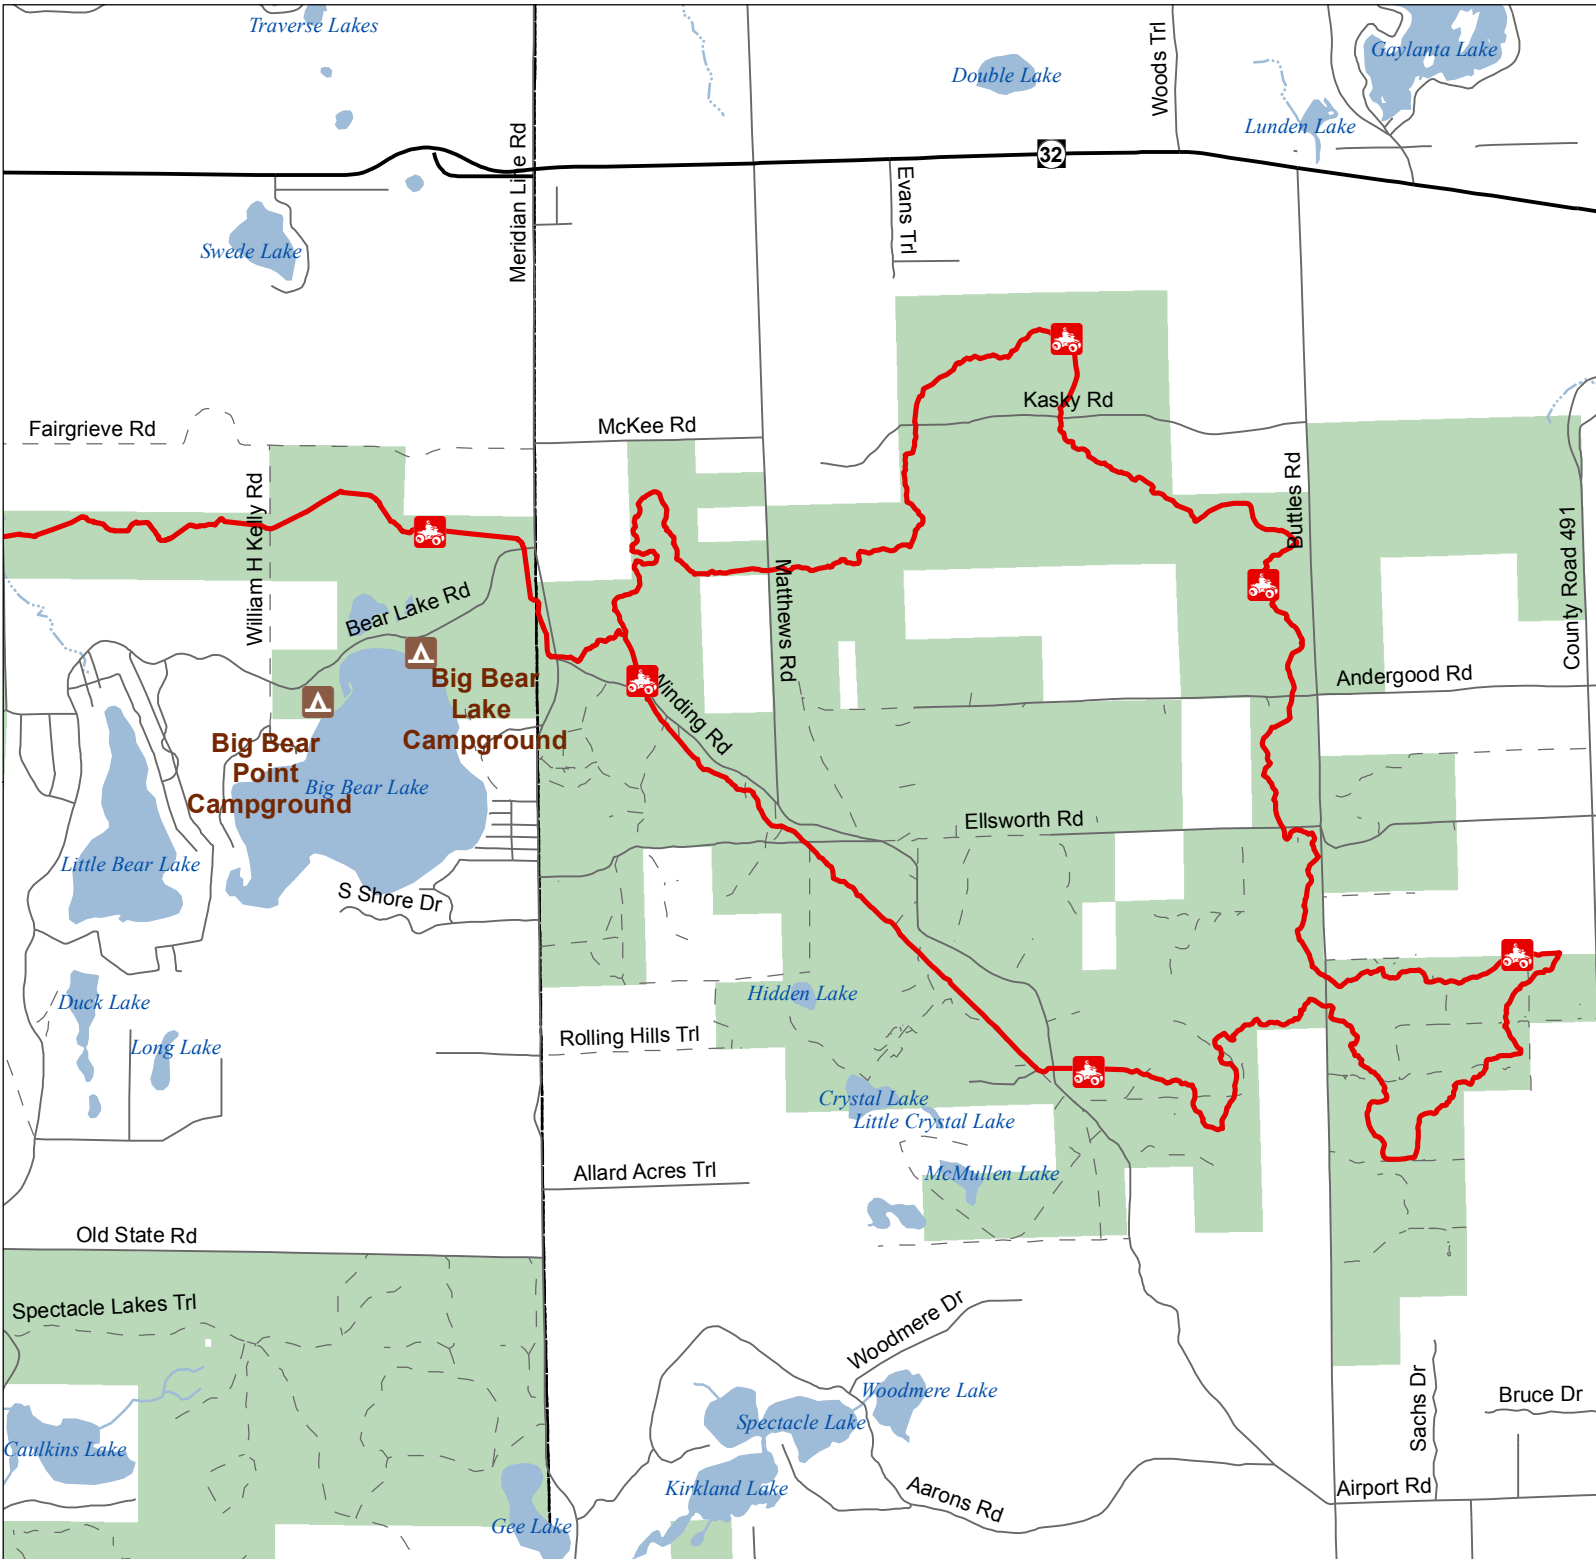 Traverse Lakes
Gaylanta Lake
Double Lake
Woods Trl
Lunden Lake
Meridian Line Rd
32
Evans Trl
Swede Lake
Kasky Rd
Fairgrieve Rd
McKee Rd
William H Kelly Rd
Buttles Rd
County Road 491
Matthews Rd
Bear Lake Rd
Andergood Rd
Big Bear
Lake
Campground
Winding Rd
Big Bear
Point
Campground
Big Bear Lake
Ellsworth Rd
Little Bear Lake
S Shore Dr
Duck Lake
Hidden Lake
Long Lake
Rolling Hills Trl
Crystal Lake
Little Crystal Lake
Allard Acres Trl
McMullen Lake
Old State Rd
Spectacle Lakes Trl
Woodmere Dr
Woodmere Lake
Sachs Dr
Bruce Dr
Spectacle Lake
Caulkins Lake
Kirkland Lake
Aarons Rd
Airport Rd
Gee Lake